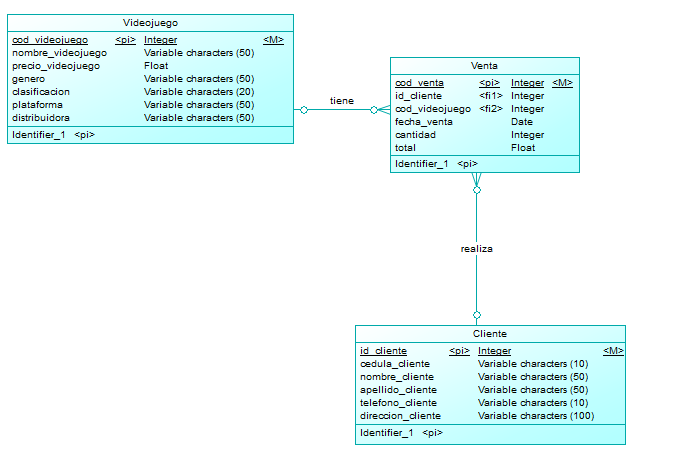 Videojuego
cod_videojuego <pi> Integer <M>
nombre_videojuego Variable characters (50)
precio_videojuego Float
genero Variable characters (50)
clasificacion Variable characters (20)
plataforma Variable characters (50)
distribuidora Variable characters (50)
Identifier_1 <pi>
tiene
Venta
cod_venta <pi> Integer <M>
id_cliente <fi1> Integer
cod_videojuego <fi2> Integer
fecha_venta Date
cantidad Integer
total Float
Identifier_1 <pi>
realiza
Cliente
id_cliente <pi> Integer <M>
cedula_cliente Variable characters (10)
nombre_cliente Variable characters (50)
apellido_cliente Variable characters (50)
telefono_cliente Variable characters (10)
direccion_cliente Variable characters (100)
Identifier_1 <pi>